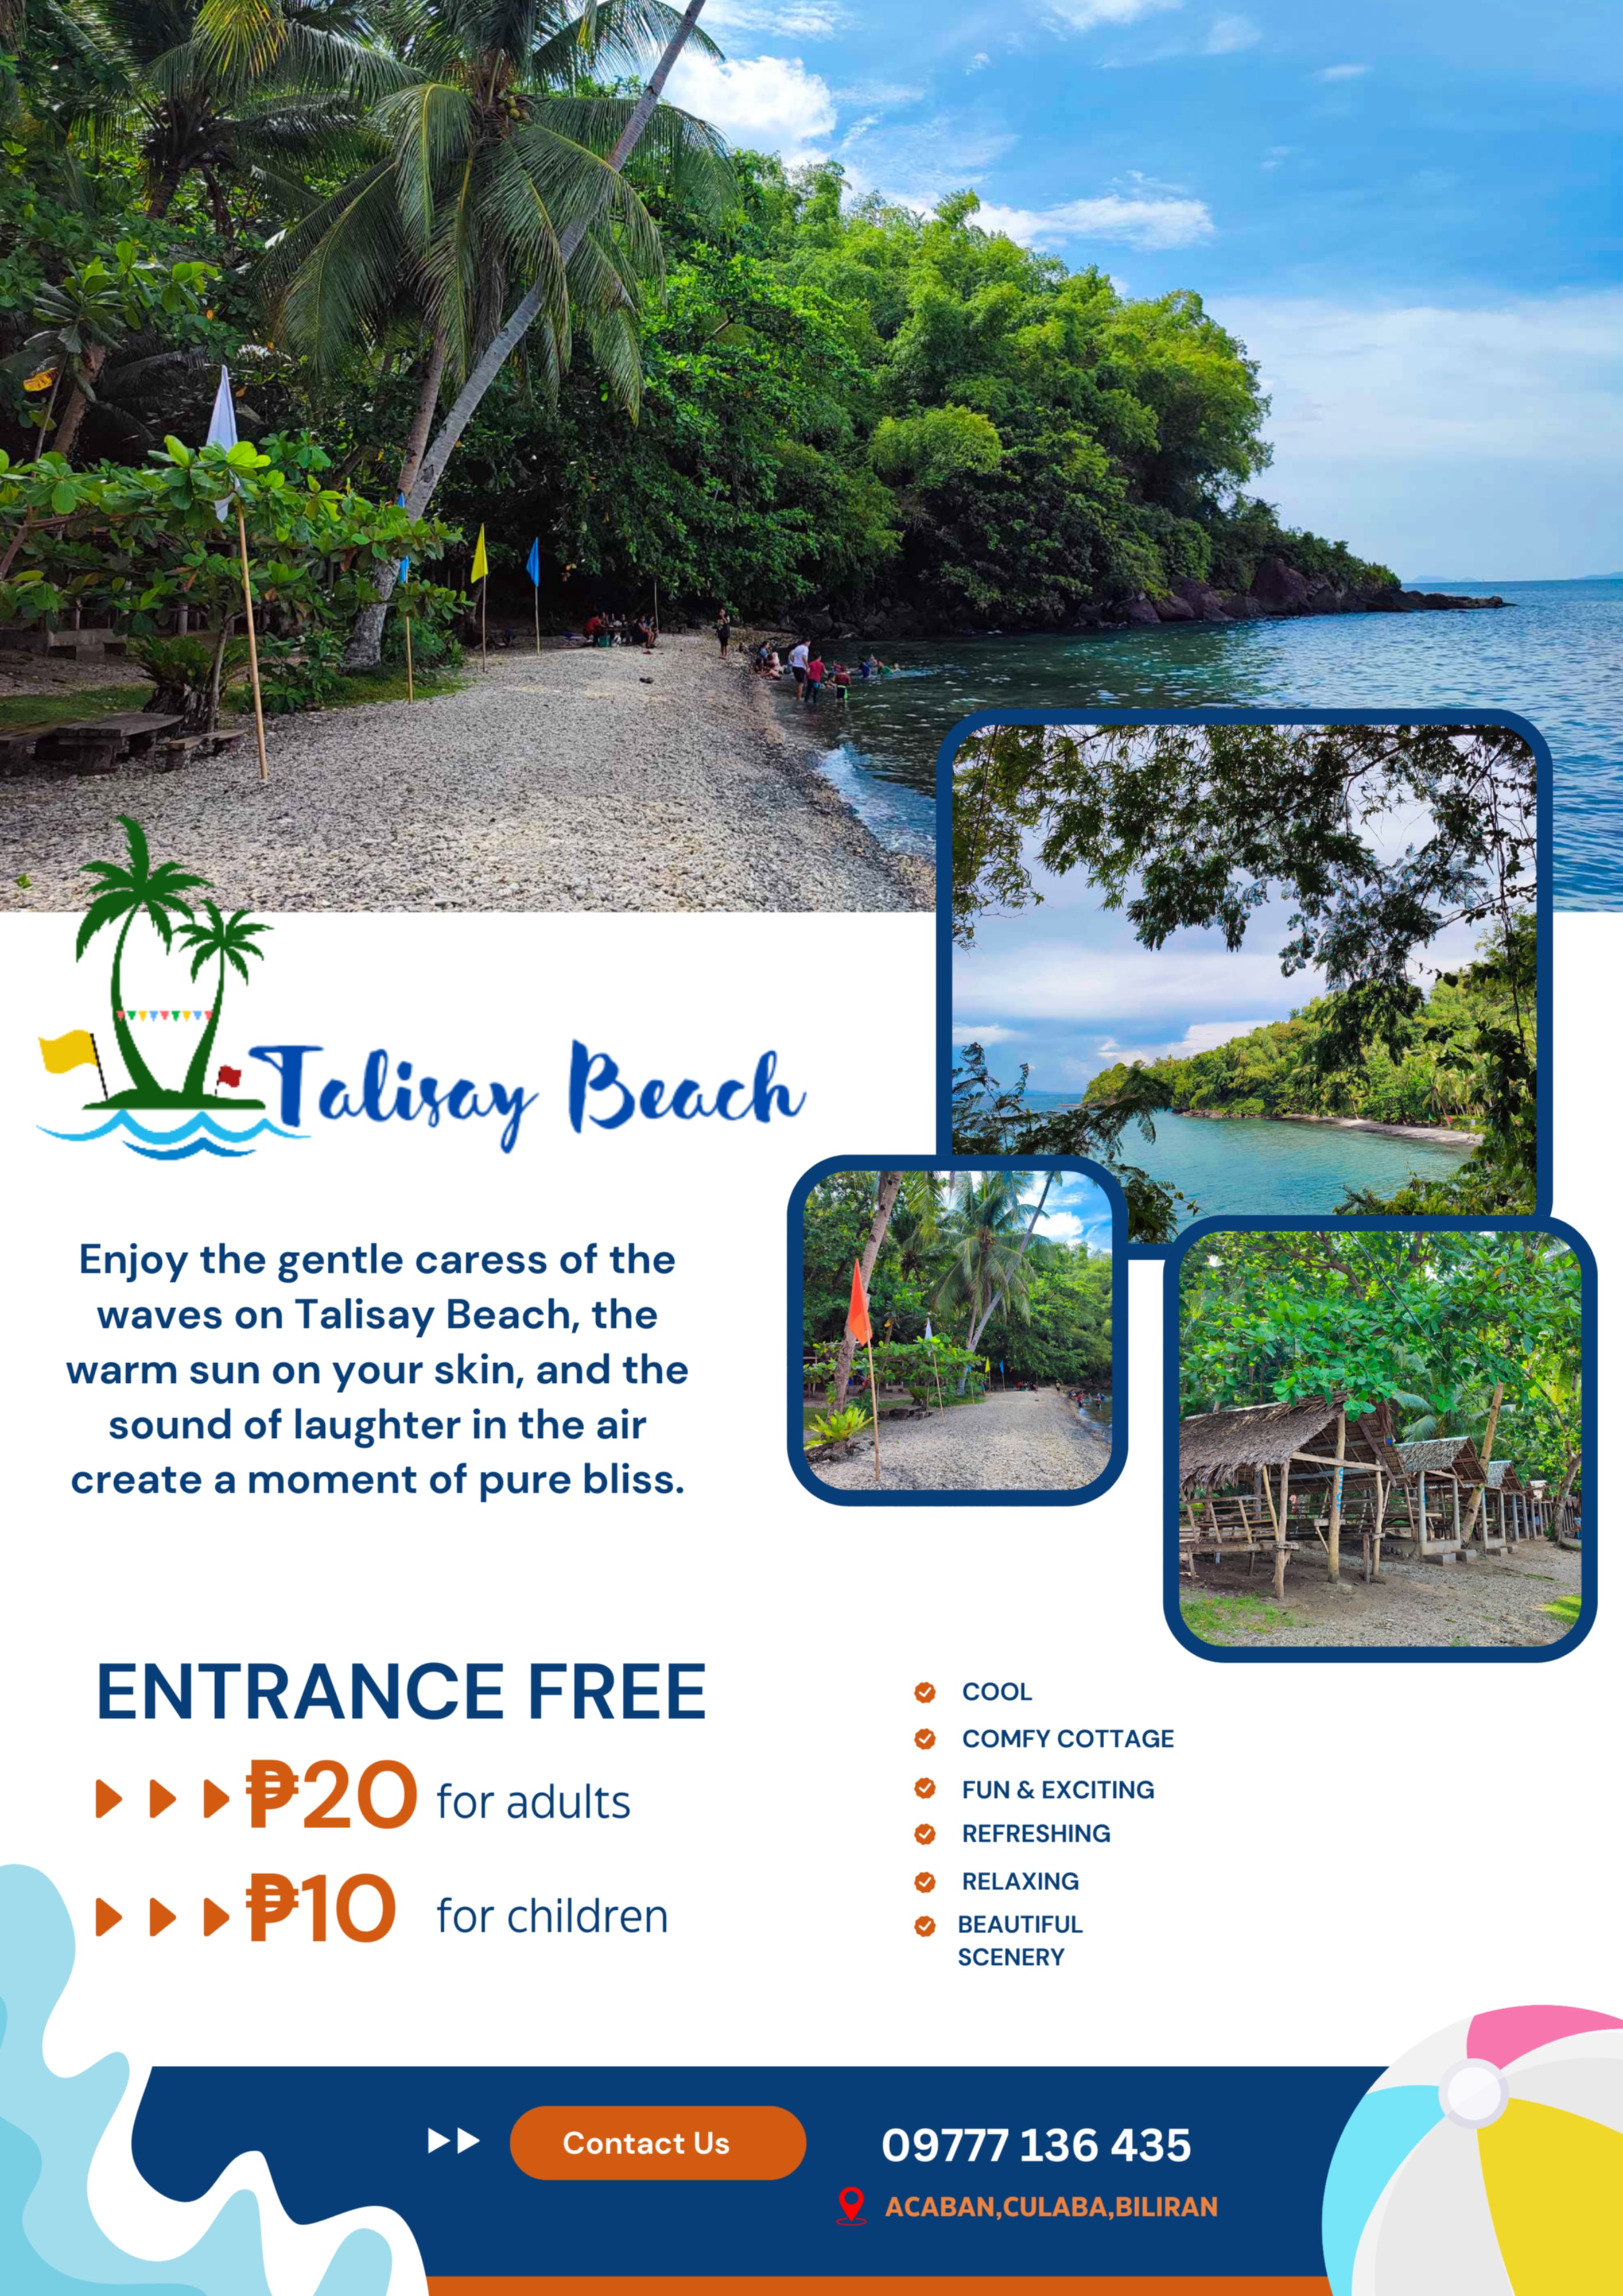 Talisay Beach
Enjoy the gentle caress of the
waves on Talisay Beach, the
warm sun on your skin, and the
sound of laughter in the air
create a moment of pure bliss.
ENTRANCE FREE
₱20 for adults
₱10 for children
COOL
COMFY COTTAGE
FUN & EXCITING
REFRESHING
RELAXING
BEAUTIFUL
SCENERY
Contact Us
09777 136 435
ACABAN,CULABA,BILIRAN